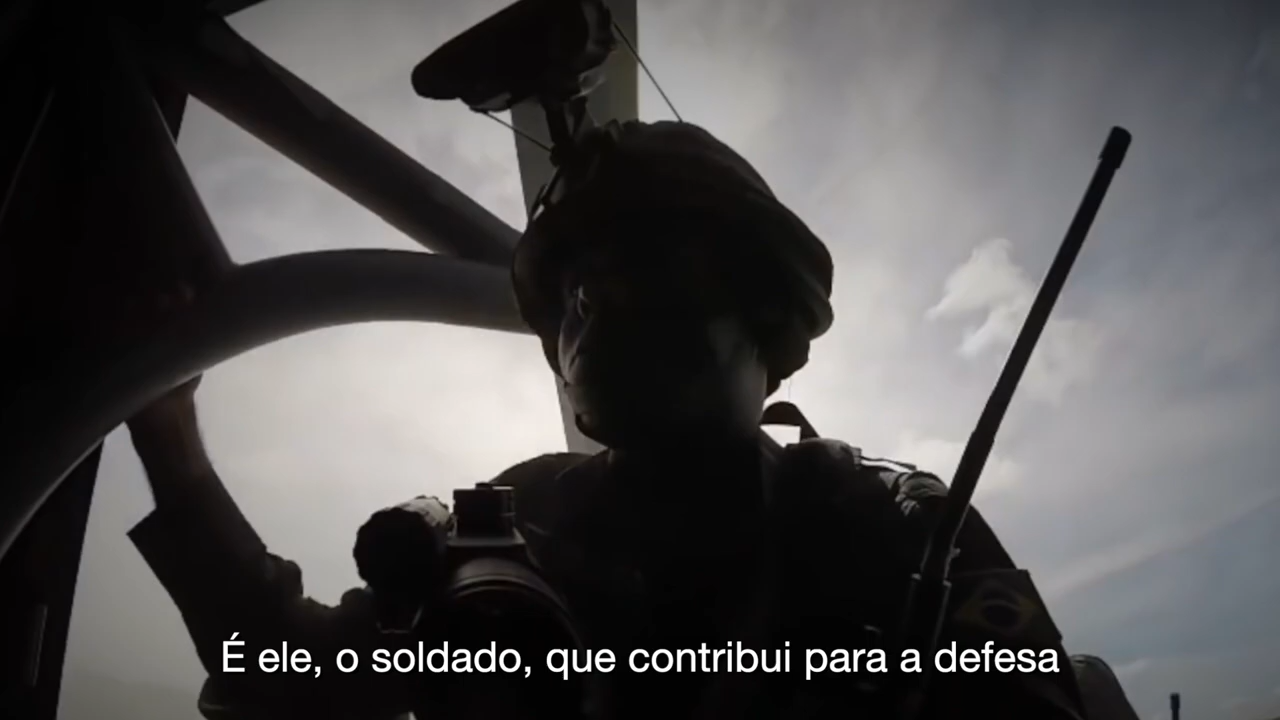 É ele, o soldado, que contribui para a defesa